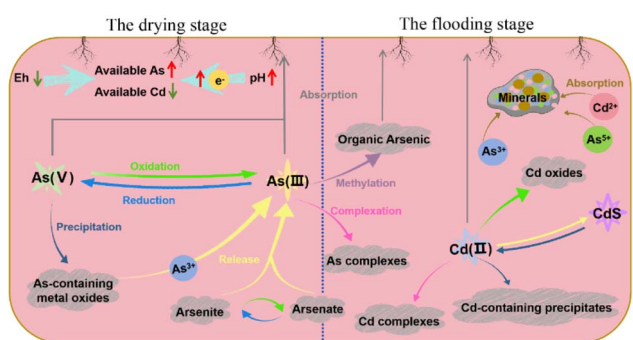 The drying stage
The flooding stage
Eh
Available As
Available Cd
e-
pH
Absorption
Minerals
Absorption
Cd²⁺
As³⁺
As⁵⁺
Organic Arsenic
As(Ⅴ)
Oxidation
Reduction
As(Ⅲ)
Methylation
Cd oxides
CdS
Precipitation
Complexation
Cd(Ⅱ)
As³⁺
Release
As complexes
As-containing
metal oxides
Arsenite
Arsenate
Cd complexes
Cd-containing precipitates